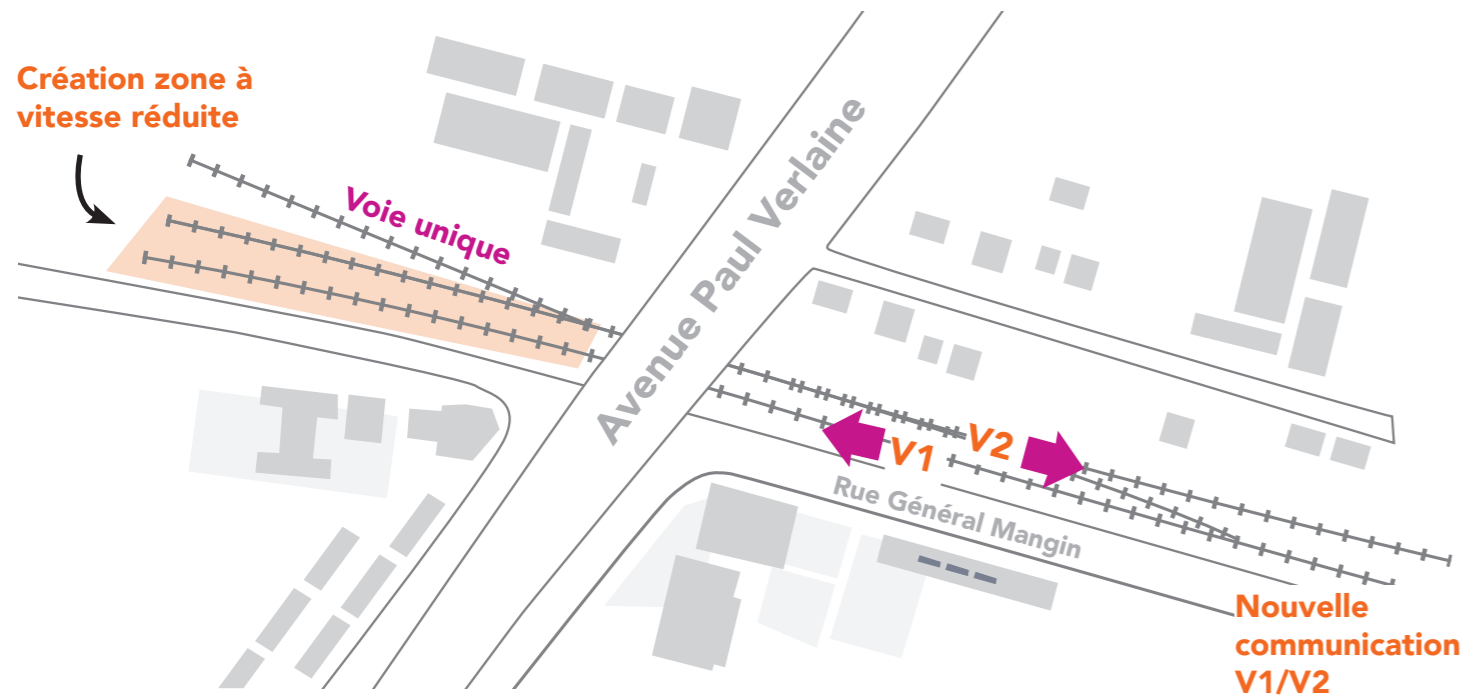 Création zone à
vitesse réduite
Voie unique
Avenue Paul Verlaine
V1
V2
Rue Général Mangin
Nouvelle
communication
V1/V2